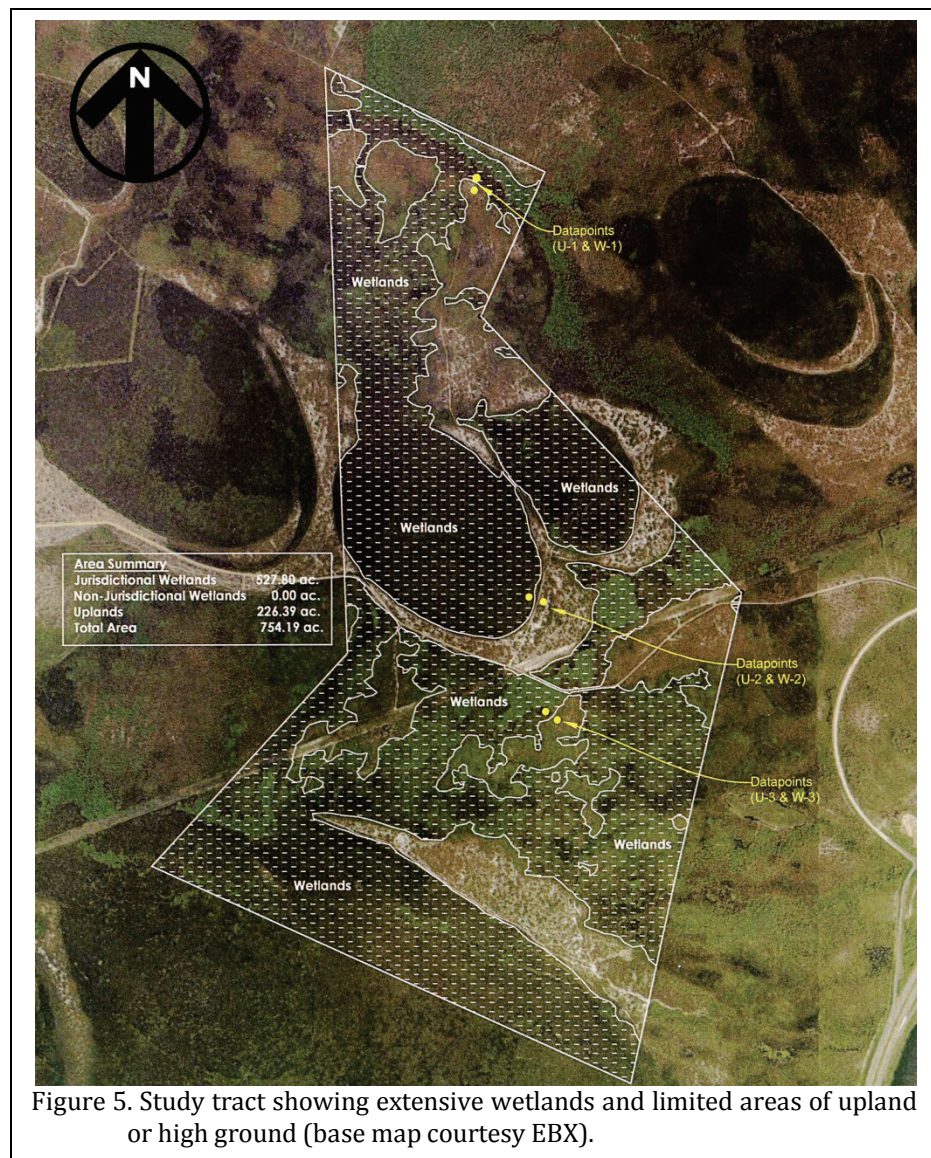 N
Datapoints
(U-1 & W-1)
Wetlands
Wetlands
Wetlands
Area Summary
Jurisdictional Wetlands 527.80 ac.
Non-Jurisdictional Wetlands 0.00 ac.
Uplands 226.39 ac.
Total Area 754.19 ac.
Datapoints
(U-2 & W-2)
Wetlands
Datapoints
(U-3 & W-3)
Wetlands
Wetlands
Figure 5. Study tract showing extensive wetlands and limited areas of upland
or high ground (base map courtesy EBX).